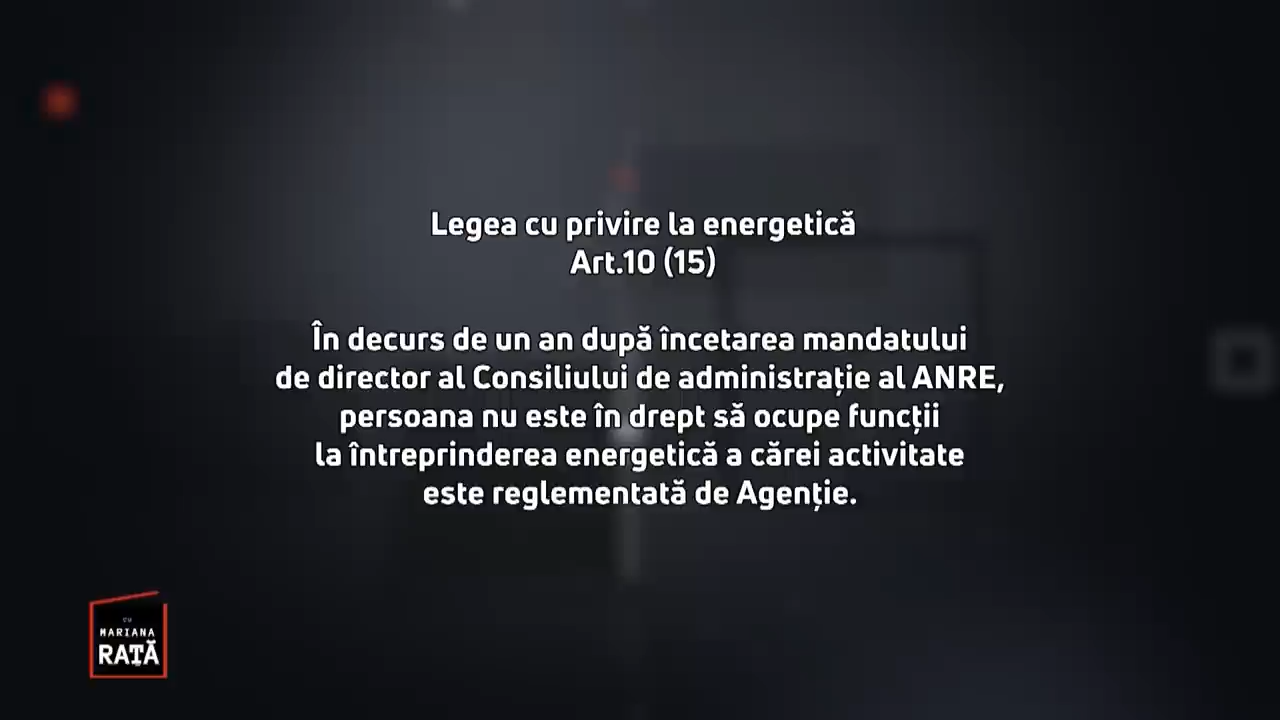 Legea cu privire la energetică
Art.10 (15)
În decurs de un an după încetarea mandatului
de director al Consiliului de administrație al ANRE,
persoana nu este în drept să ocupe funcții
la întreprinderea energetică a cărei activitate
este reglementată de Agenție.
cu
MARIANA
RAȚĂ